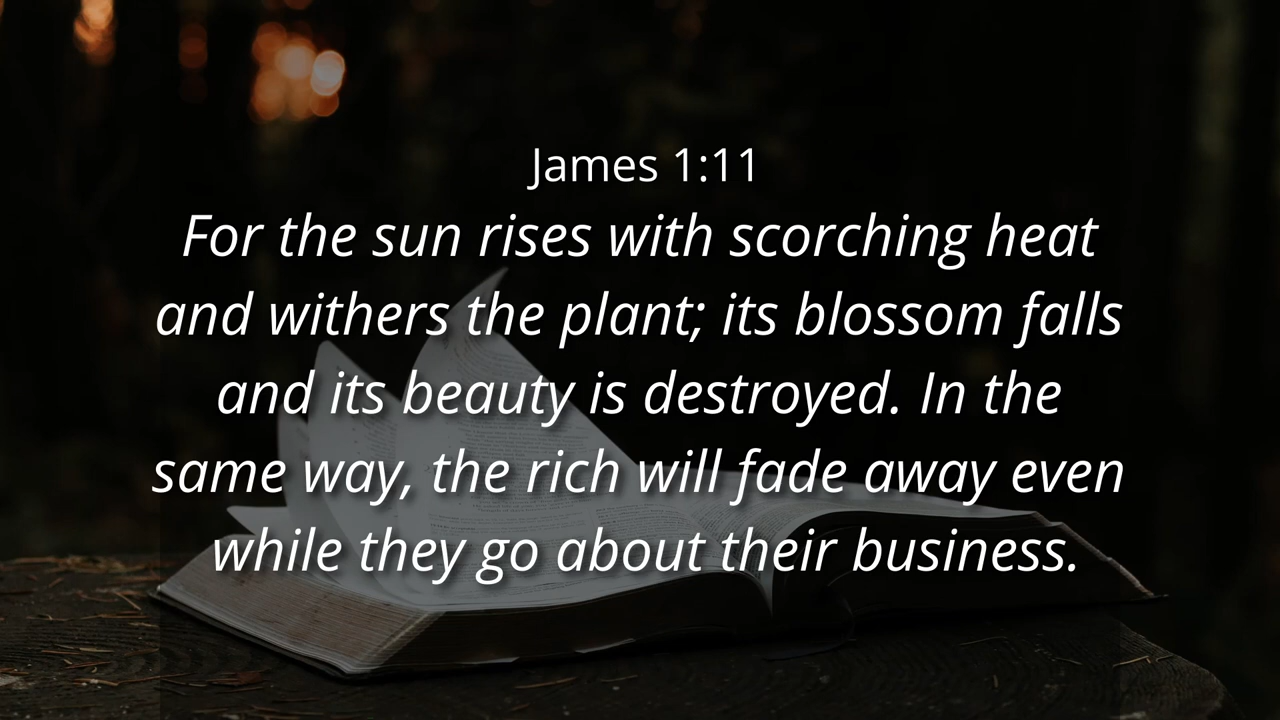 James 1:11
For the sun rises with scorching heat
and withers the plant; its blossom falls
and its beauty is destroyed. In the
same way, the rich will fade away even
while they go about their business.